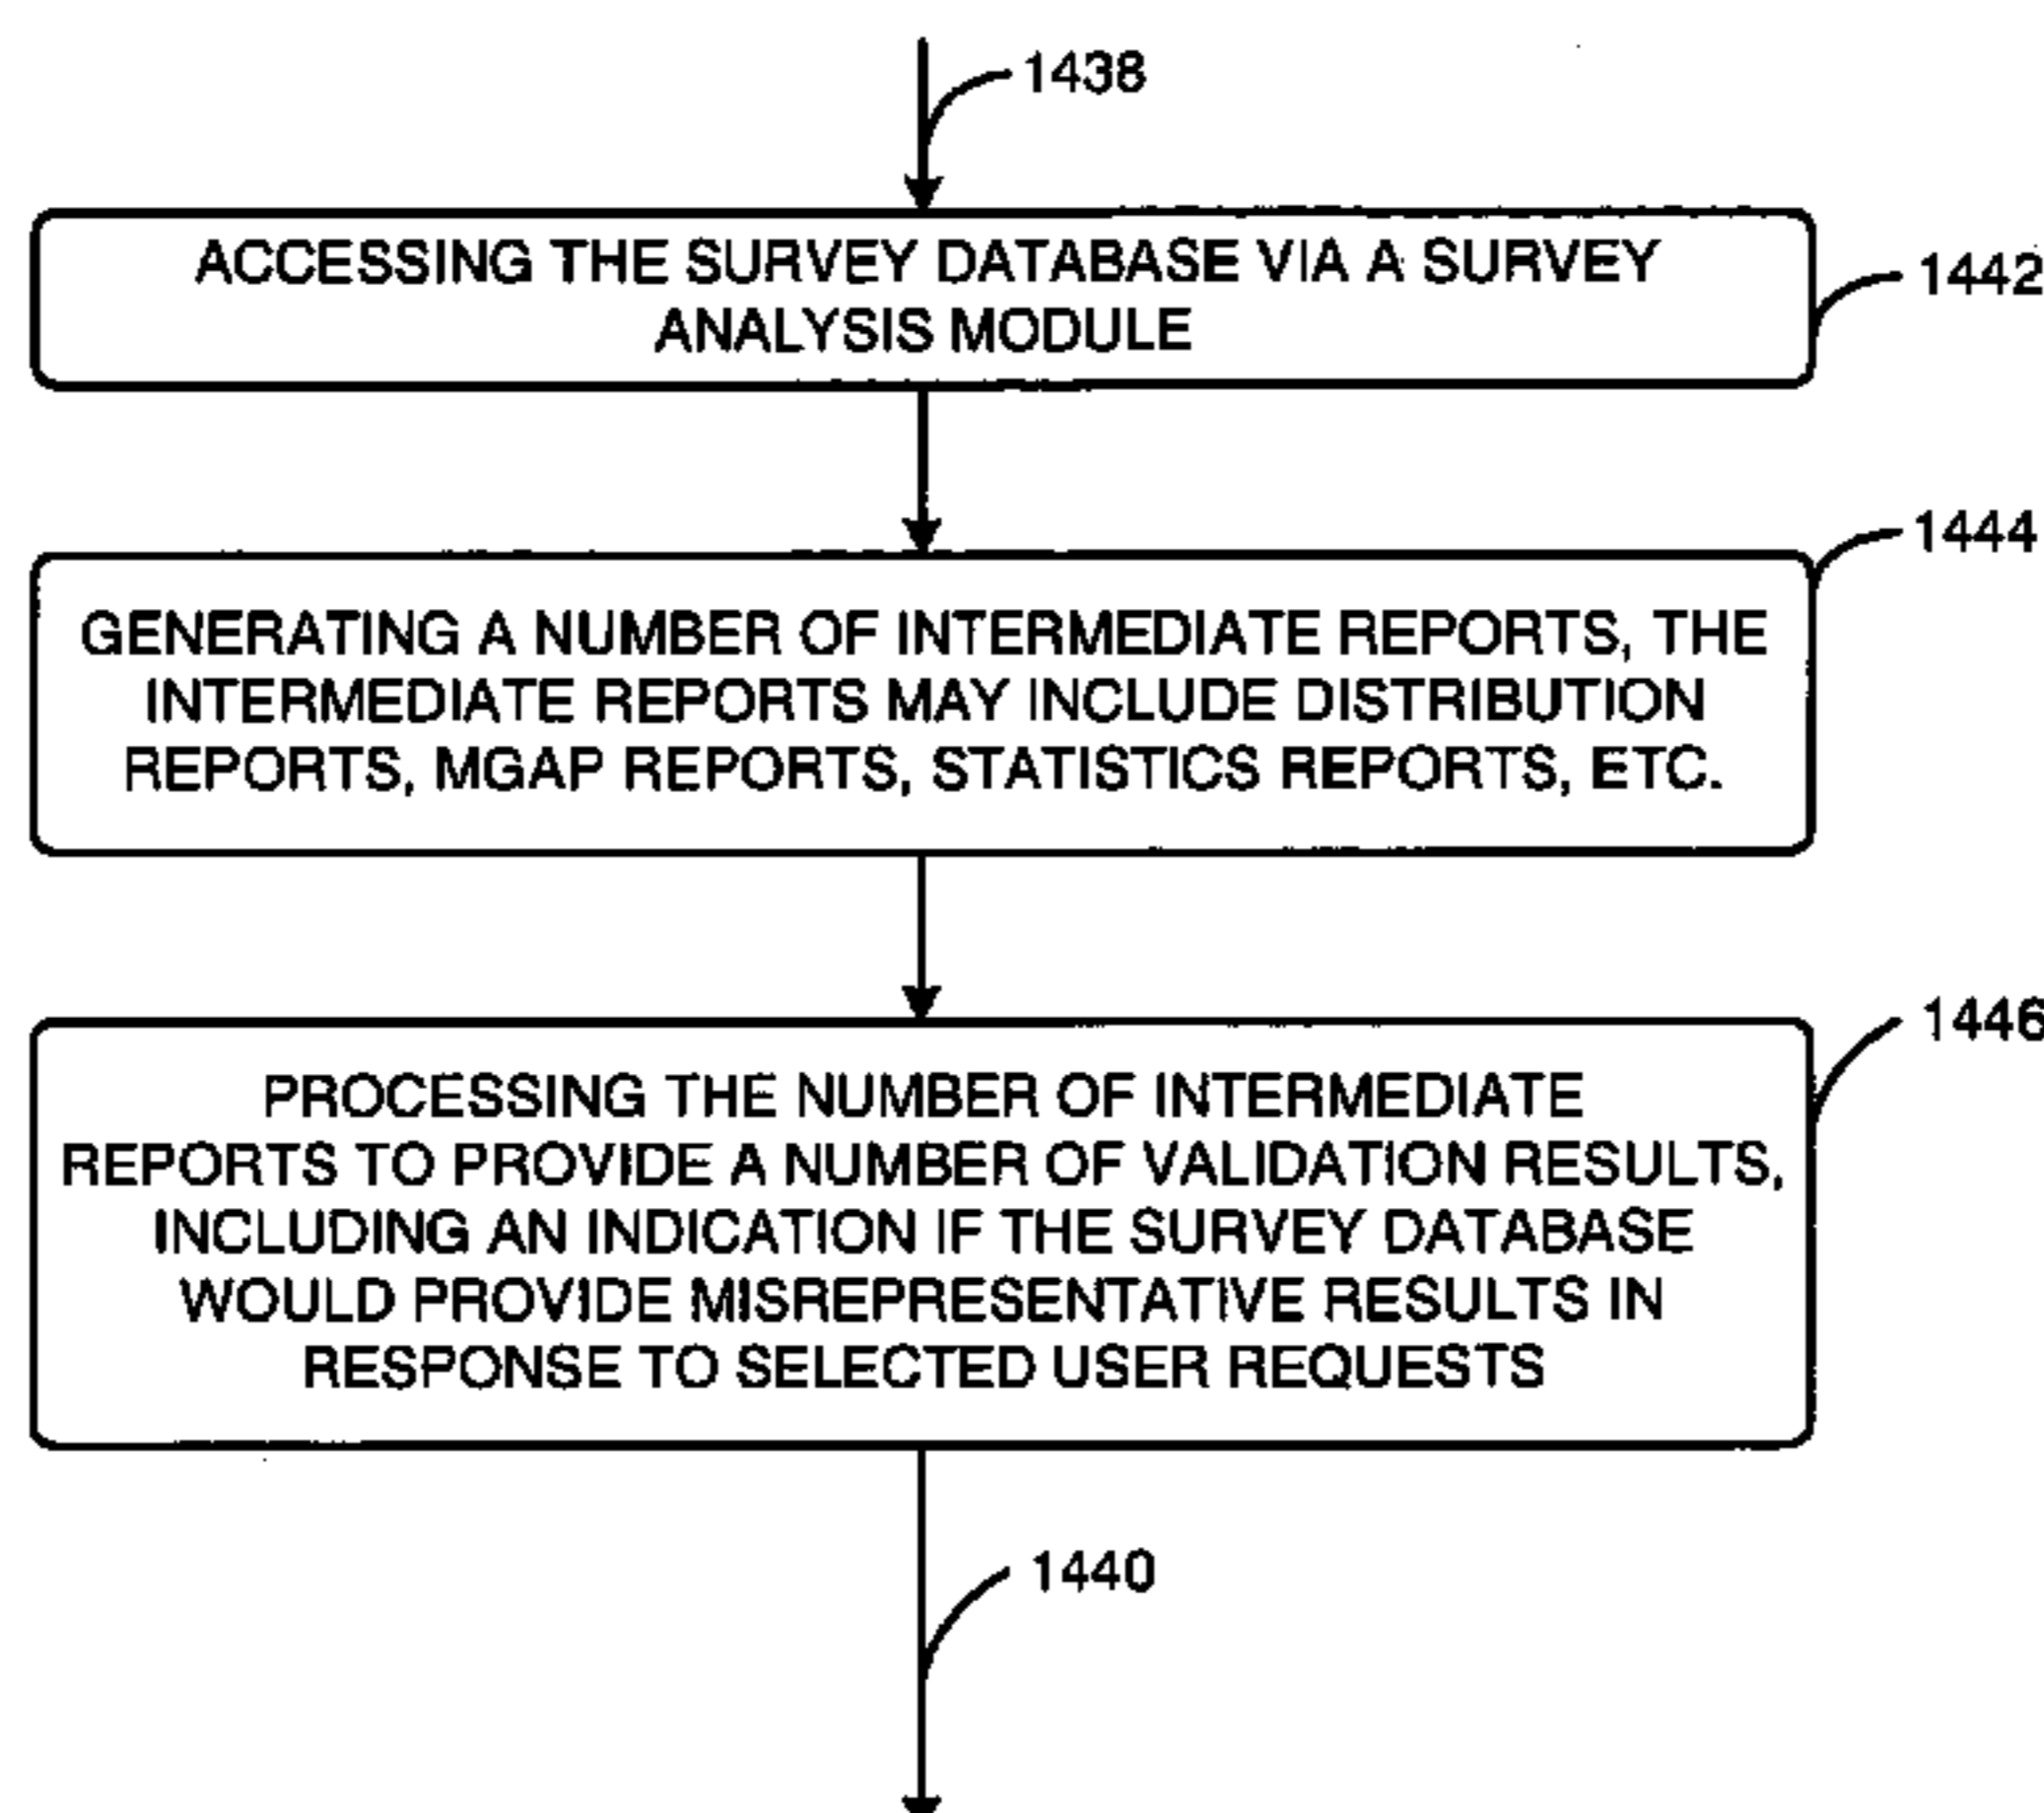 1438
ACCESSING THE SURVEY DATABASE VIA A SURVEY
ANALYSIS MODULE
1442
1444
GENERATING A NUMBER OF INTERMEDIATE REPORTS, THE
INTERMEDIATE REPORTS MAY INCLUDE DISTRIBUTION
REPORTS, MGAP REPORTS, STATISTICS REPORTS, ETC.
1446
PROCESSING THE NUMBER OF INTERMEDIATE
REPORTS TO PROVIDE A NUMBER OF VALIDATION RESULTS,
INCLUDING AN INDICATION IF THE SURVEY DATABASE
WOULD PROVIDE MISREPRESENTATIVE RESULTS IN
RESPONSE TO SELECTED USER REQUESTS
1440